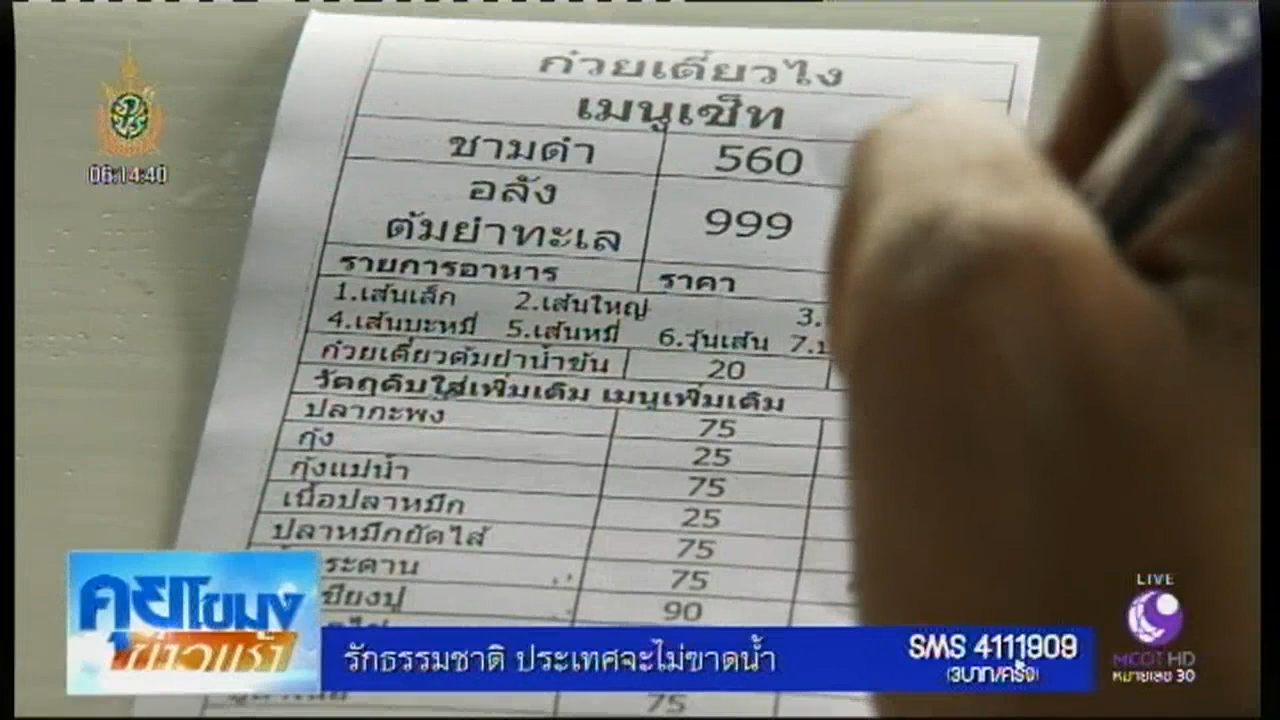 ก๋วยเตี๋ยวไง
เมนูเซ็ท
ชามดำ 560
อลัง
ต้มยำทะเล 999
รายการอาหาร ราคา
1.เส้นเล็ก 2.เส้นใหญ่ 3.
4.เส้นบะหมี่ 5.เส้นหมี่ 6.วุ้นเส้น 7.
ก๋วยเตี๋ยวต้มยำน้ำข้น 20
วัตถุดิบใส่เพิ่มเติม เมนูเพิ่มเติม
ปลากะพง 75
กุ้ง 25
กุ้งแม่น้ำ 75
เนื้อปลาหมึก 25
ปลาหมึกยัดไส้ 75
ระดาน 75
ชียงปู 90
75
06:14:40
คุยโขมง
ข่าวเช้า
รักธรรมชาติ ประเทศจะไม่ขาดน้ำ
SMS 4111909
(3บาท/ครั้ง)
LIVE
MCOT HD
หมายเลข 30